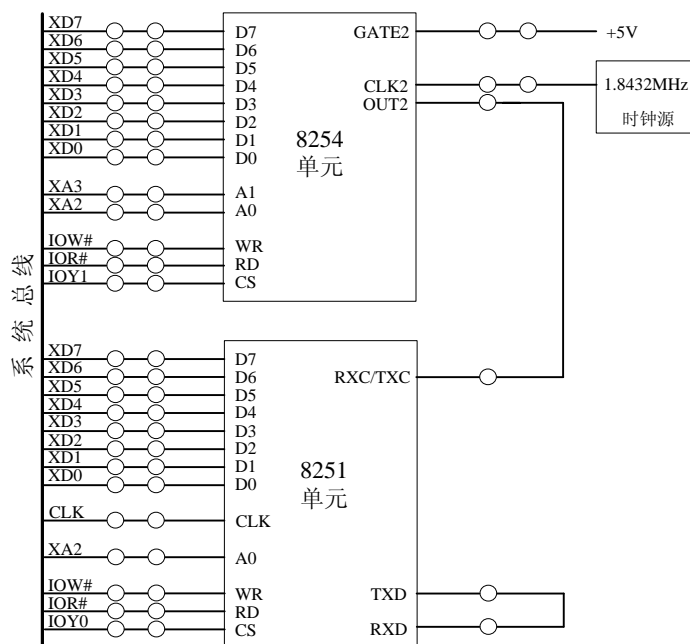 XD7 D7 GATE2 +5V
XD6 D6
XD5 D5
XD4 D4 CLK2 1.8432MHz
XD3 D3 OUT2
XD2 D2 时钟源
XD1 D1 8254
XD0 D0 单元
XA3 A1
XA2 A0
IOW# WR
IOR# RD
IOY1 CS
系统总线
XD7 D7
XD6 D6 RXC/TXC
XD5 D5
XD4 D4
XD3 D3
XD2 D2
XD1 D1 8251
XD0 D0 单元
CLK CLK
XA2 A0
IOW# WR TXD
IOR# RD
IOY0 CS RXD